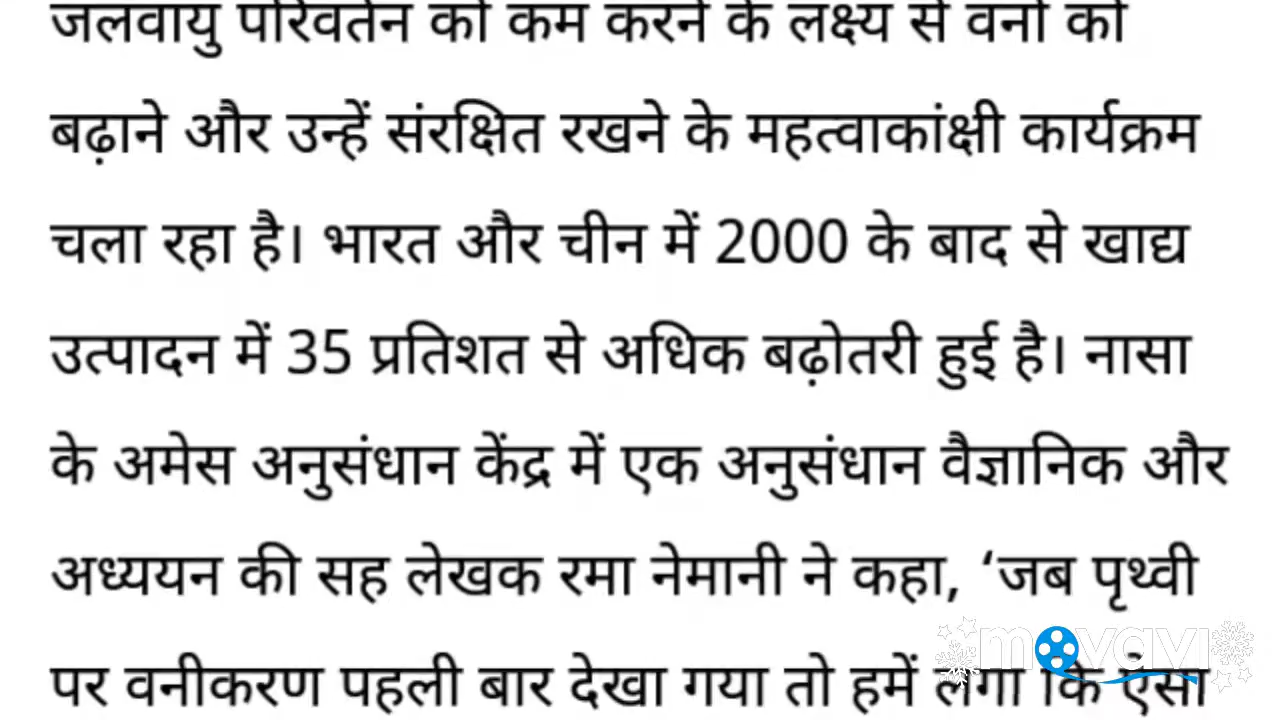 जलवायु परिवर्तन को कम करने के लक्ष्य से वनों को
बढ़ाने और उन्हें संरक्षित रखने के महत्वाकांक्षी कार्यक्रम
चला रहा है। भारत और चीन में 2000 के बाद से खाद्य
उत्पादन में 35 प्रतिशत से अधिक बढ़ोतरी हुई है। नासा
के अमेस अनुसंधान केंद्र में एक अनुसंधान वैज्ञानिक और
अध्ययन की सह लेखक रमा नेमानी ने कहा, ‘जब पृथ्वी
पर वनीकरण पहली बार देखा गया तो हमें लगा कि ऐसा
movavi